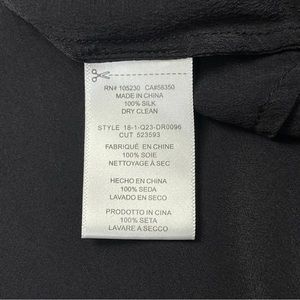 RN# 105230 CA#56350
MADE IN CHINA
100% SILK
DRY CLEAN
STYLE 18-1-Q23-DR0096
CUT 523593
FABRIQUÉ EN CHINE
100% SOIE
NETTOYAGE À SEC
HECHO EN CHINA
100% SEDA
LAVADO EN SECO
PRODOTTO IN CINA
100% SETA
LAVARE A SECCO